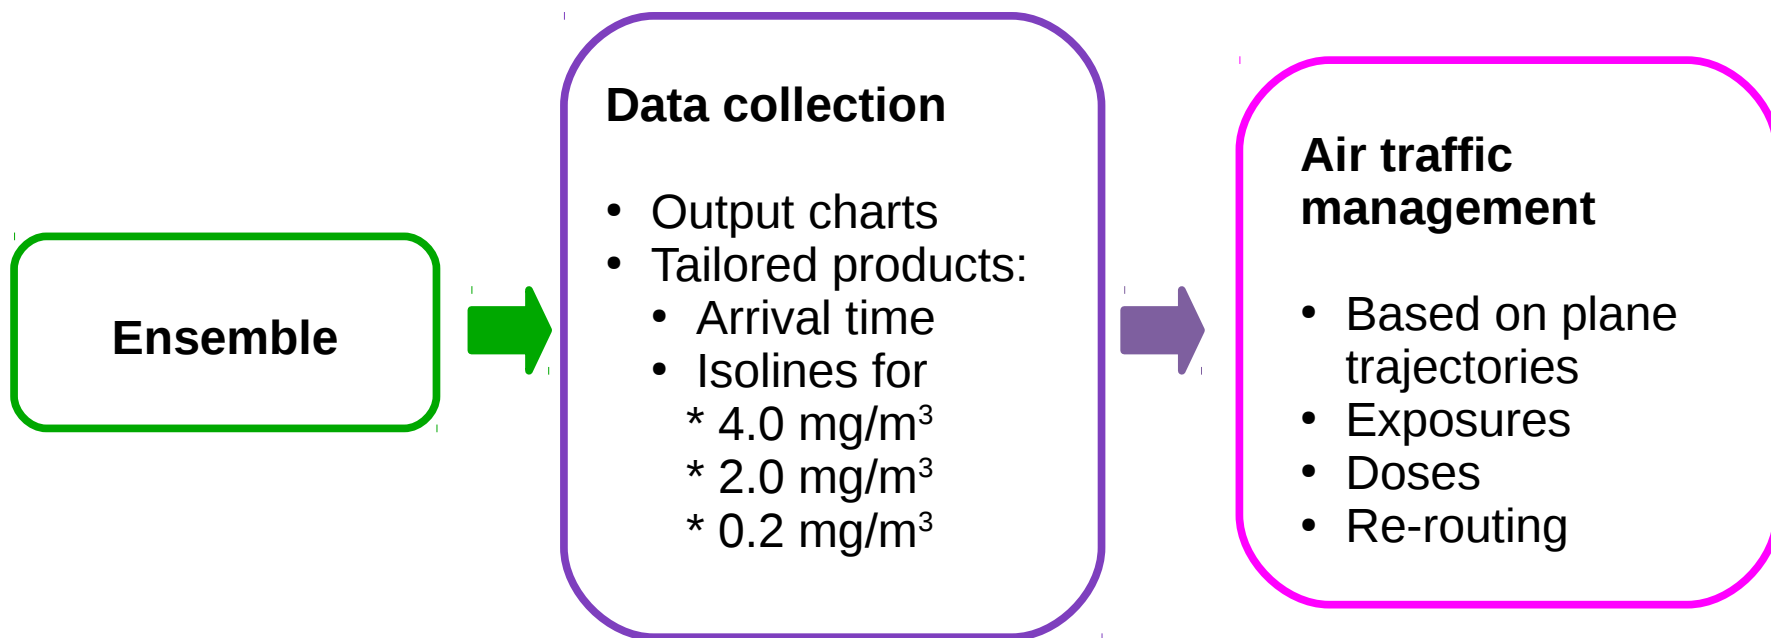 Ensemble
Data collection
• Output charts
• Tailored products:
• Arrival time
• Isolines for
* 4.0 mg/m³
* 2.0 mg/m³
* 0.2 mg/m³
Air traffic
management
• Based on plane
trajectories
• Exposures
• Doses
• Re-routing